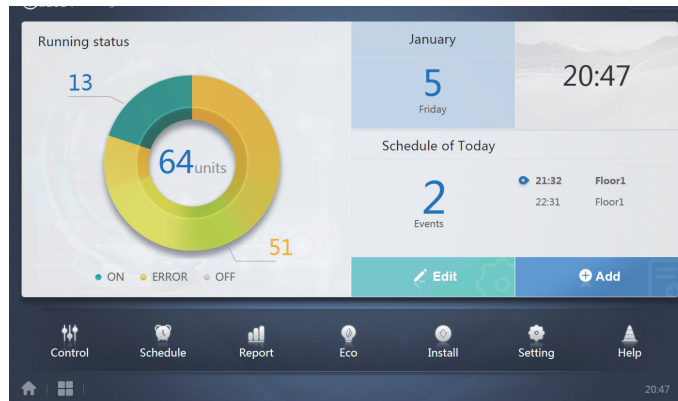 Running status
13
64units
51
ON ERROR OFF
January
5
Friday
20:47
Schedule of Today
2
Events
21:32 Floor1
22:31 Floor1
Edit
Add
Control
Schedule
Report
Eco
Install
Setting
Help
20:47